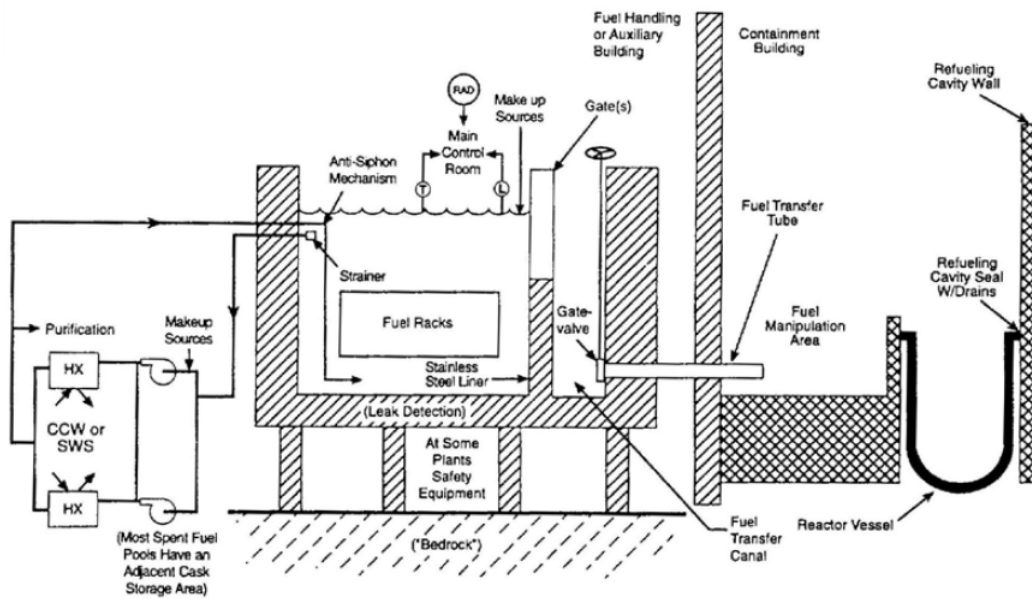 Fuel Handling
or Auxiliary
Building
Containment
Building
Refueling
Cavity Wall
RAD
Make up
Sources
Gate(s)
Main
Control
Room
Anti-Siphon
Mechanism
T
L
Fuel Transfer
Tube
Strainer
Refueling
Cavity Seal
W/Drains
Purification
Makeup
Sources
Fuel Racks
Gate-
valve
Fuel
Manipulation
Area
HX
Stainless
Steel Liner
CCW or
SWS
(Leak Detection)
At Some
Plants
Safety
Equipment
HX
(Most Spent Fuel
Pools Have an
Adjacent Cask
Storage Area)
("Bedrock")
Fuel
Transfer
Canal
Reactor Vessel